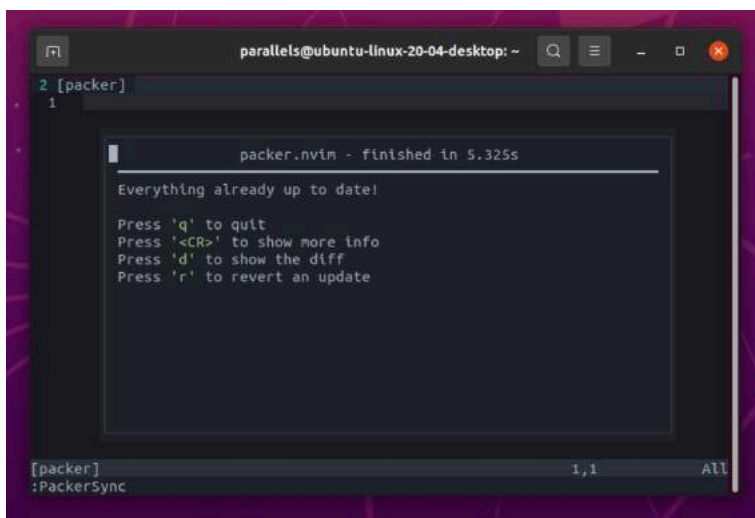 parallels@ubuntu-linux-20-04-desktop: ~
2 [packer]
1
packer.nvim - finished in 5.325s
Everything already up to date!
Press 'q' to quit
Press '<CR>' to show more info
Press 'd' to show the diff
Press 'r' to revert an update
[packer] 1,1 All
:PackerSync